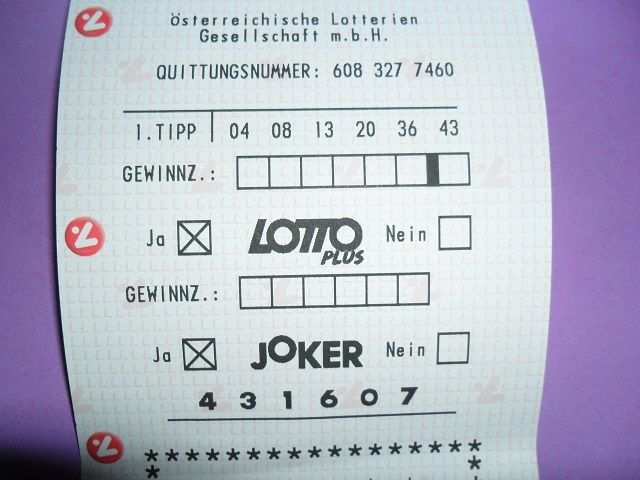 Österreichische Lotterien
Gesellschaft m.b.H.
QUITTUNGSNUMMER: 608 327 7460
1.TIPP 04 08 13 20 36 43
GEWINNZ.:
Ja LOTTO PLUS Nein
GEWINNZ.:
Ja JOKER Nein
4 3 1 6 0 7
* * * * * * * * * * * * * * * * * *
* *